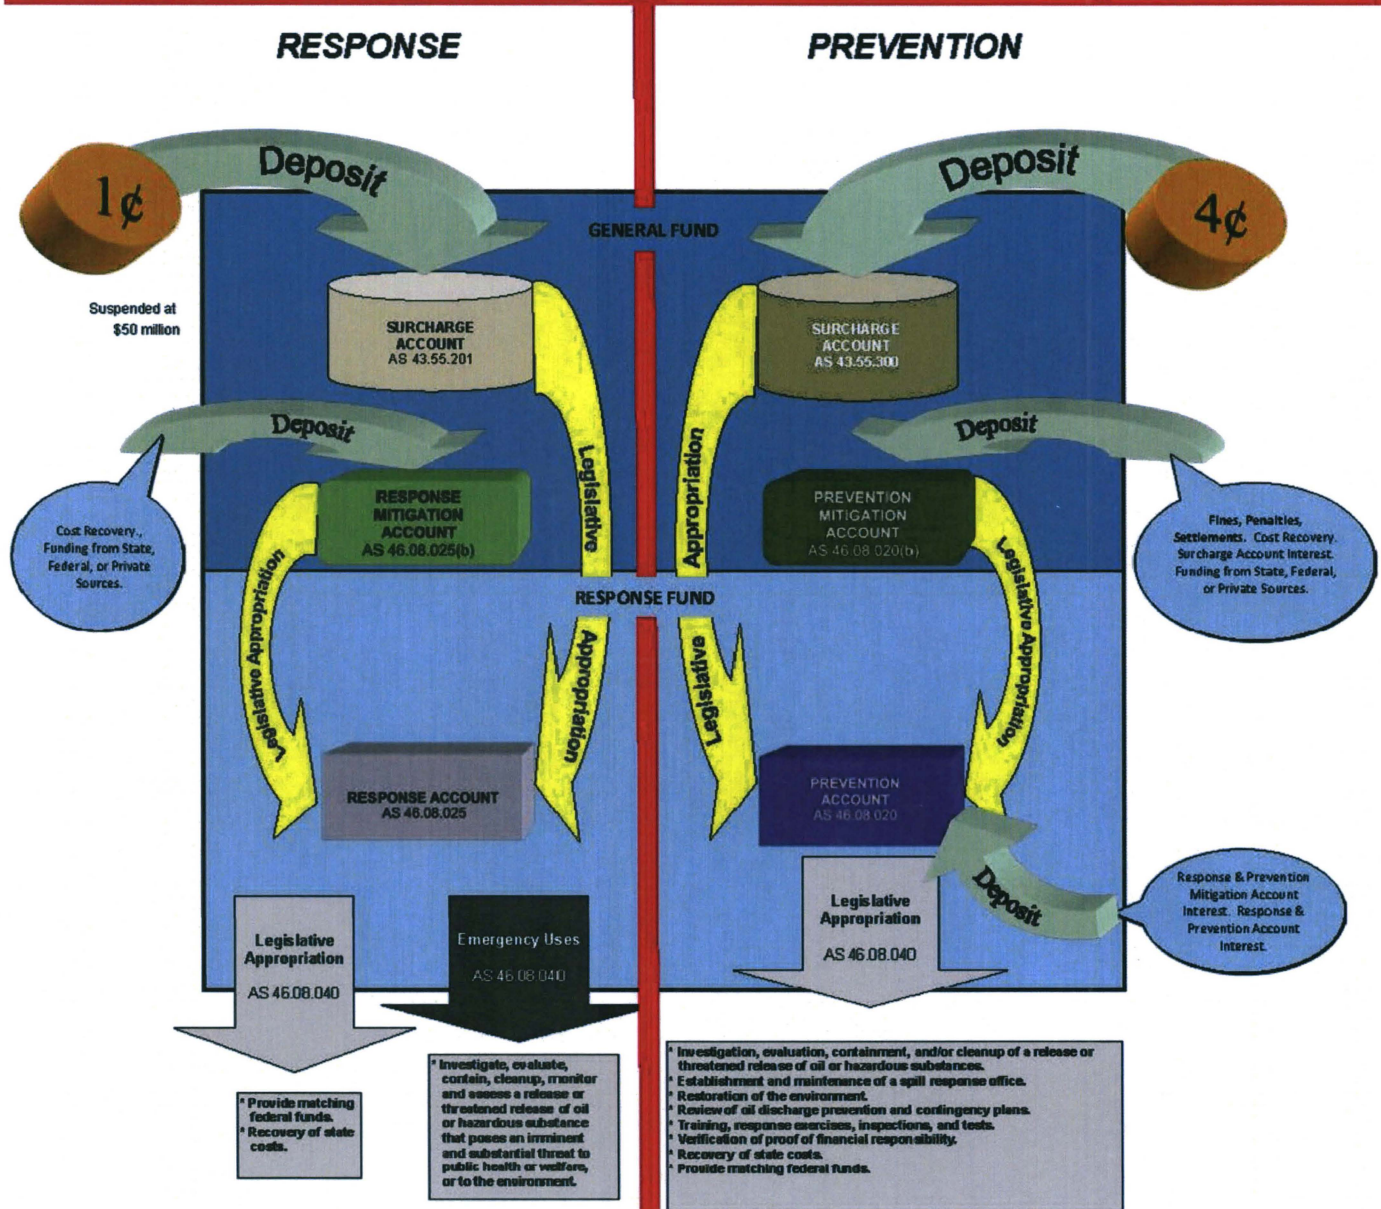 RESPONSE
PREVENTION
1¢
Deposit
Deposit
4¢
GENERAL FUND
Suspended at
$50 million
SURCHARGE
ACCOUNT
AS 43.55.201
SURCHARGE
ACCOUNT
AS 43.55.300
Deposit
Deposit
Legislative
Appropriation
Appropriation
Legislative
RESPONSE
MITIGATION
ACCOUNT
AS 46.08.025(b)
PREVENTION
MITIGATION
ACCOUNT
AS 46.08.020(b)
Cost Recovery.,
Funding from State,
Federal, or Private
Sources.
Fines, Penalties,
Settlements. Cost Recovery.
Surcharge Account Interest.
Funding from State, Federal,
or Private Sources.
Legislative Appropriation
Legislative Appropriation
RESPONSE FUND
RESPONSE ACCOUNT
AS 46.08.025
PREVENTION
ACCOUNT
AS 46.08.020
Deposit
Response & Prevention
Mitigation Account
Interest. Response &
Prevention Account
Interest.
Legislative
Appropriation
AS 46.08.040
Emergency Uses
AS 46.08.040
Legislative
Appropriation
AS 46.08.040
* Provide matching
federal funds.
* Recovery of state
costs.
* Investigate, evaluate,
contain, cleanup, monitor
and assess a release or
threatened release of oil
or hazardous substance
that poses an imminent
and substantial threat to
public health or welfare,
or to the environment.
* Investigation, evaluation, containment, and/or cleanup of a release or
threatened release of oil or hazardous substances.
* Establishment and maintenance of a spill response office.
* Restoration of the environment.
* Review of oil discharge prevention and contingency plans.
* Training, response exercises, inspections, and tests.
* Verification of proof of financial responsibility.
* Recovery of state costs.
* Provide matching federal funds.